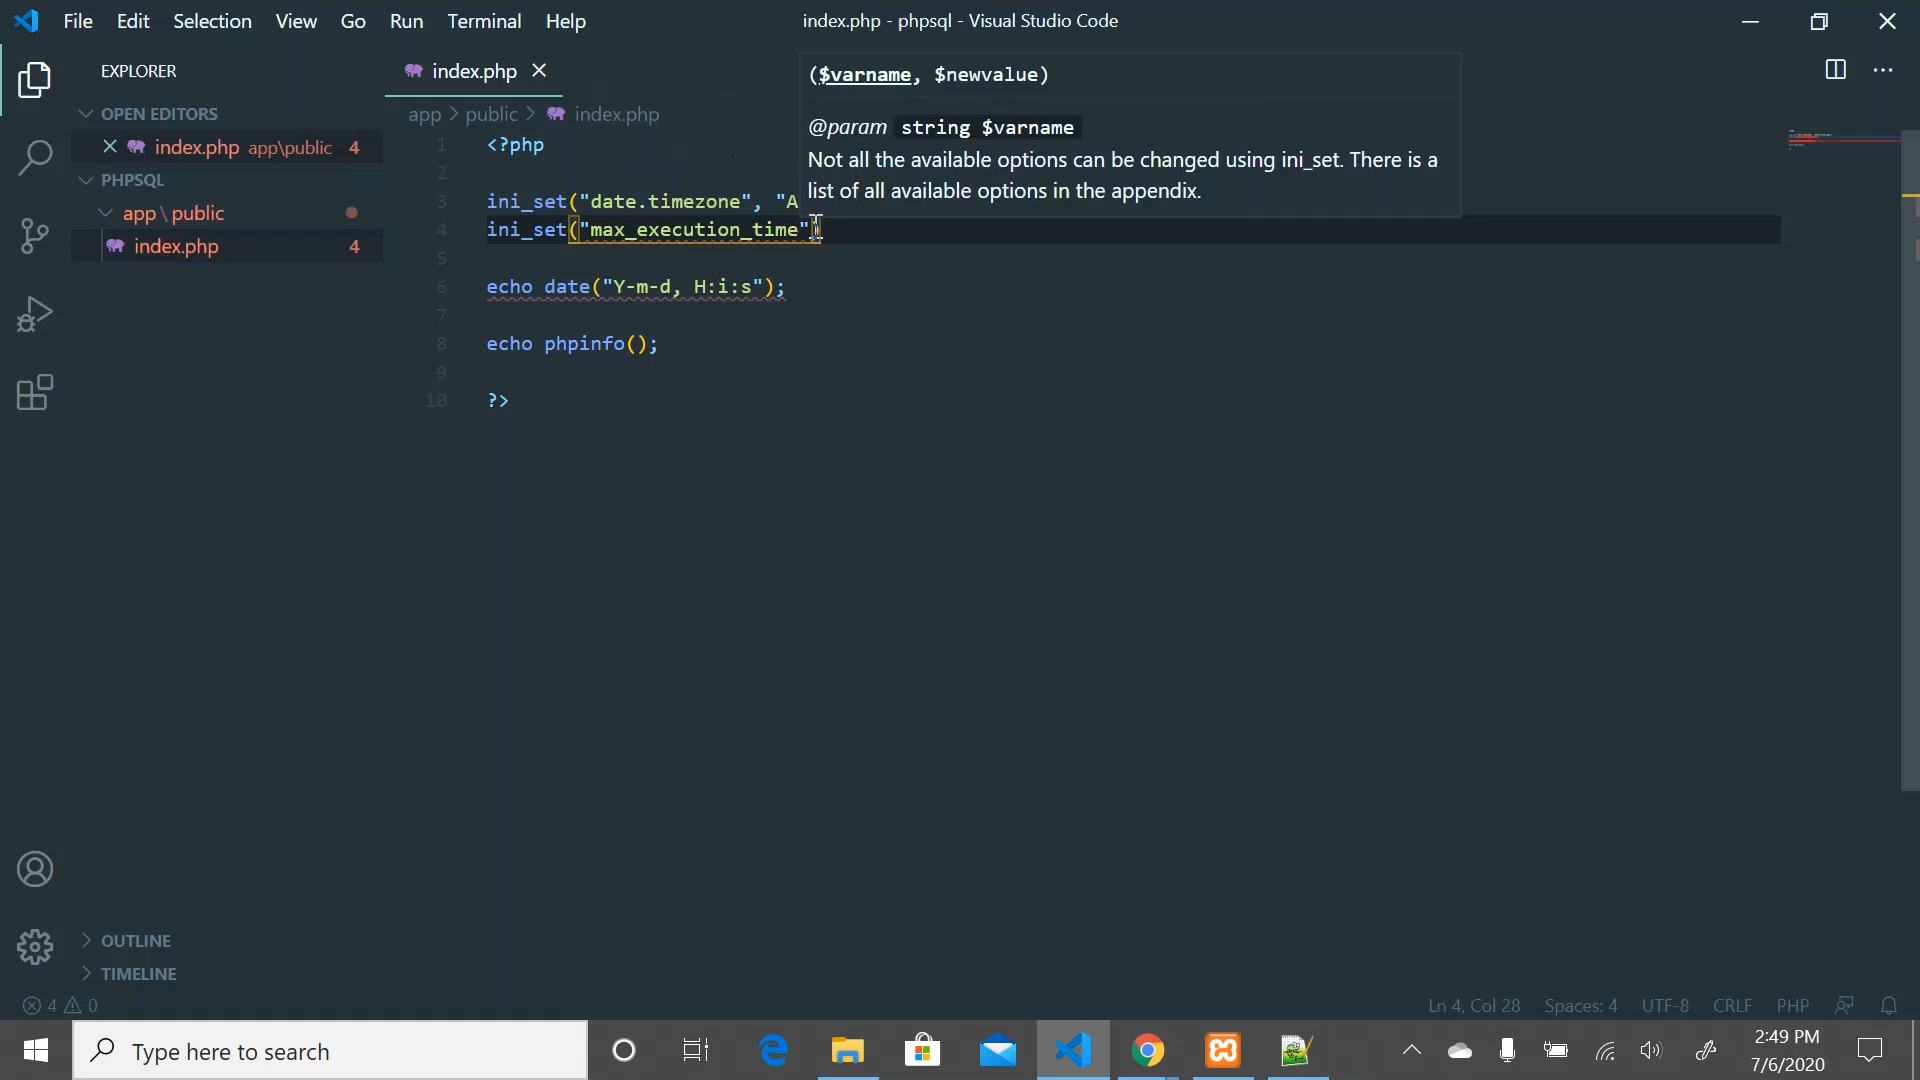 File Edit Selection View Go Run Terminal Help
index.php - phpsql - Visual Studio Code
EXPLORER
OPEN EDITORS
index.php app\public 4
PHPSQL
app \ public
index.php 4
OUTLINE
TIMELINE
index.php
app > public > index.php
1 <?php
2
3 ini_set("date.timezone", "A
4 ini_set("max_execution_time")
5
6 echo date("Y-m-d, H:i:s");
7
8 echo phpinfo();
9
10 ?>
($varname, $newvalue)
@param string $varname
Not all the available options can be changed using ini_set. There is a
list of all available options in the appendix.
4 0
Ln 4, Col 28 Spaces: 4 UTF-8 CRLF PHP
Type here to search
2:49 PM
7/6/2020